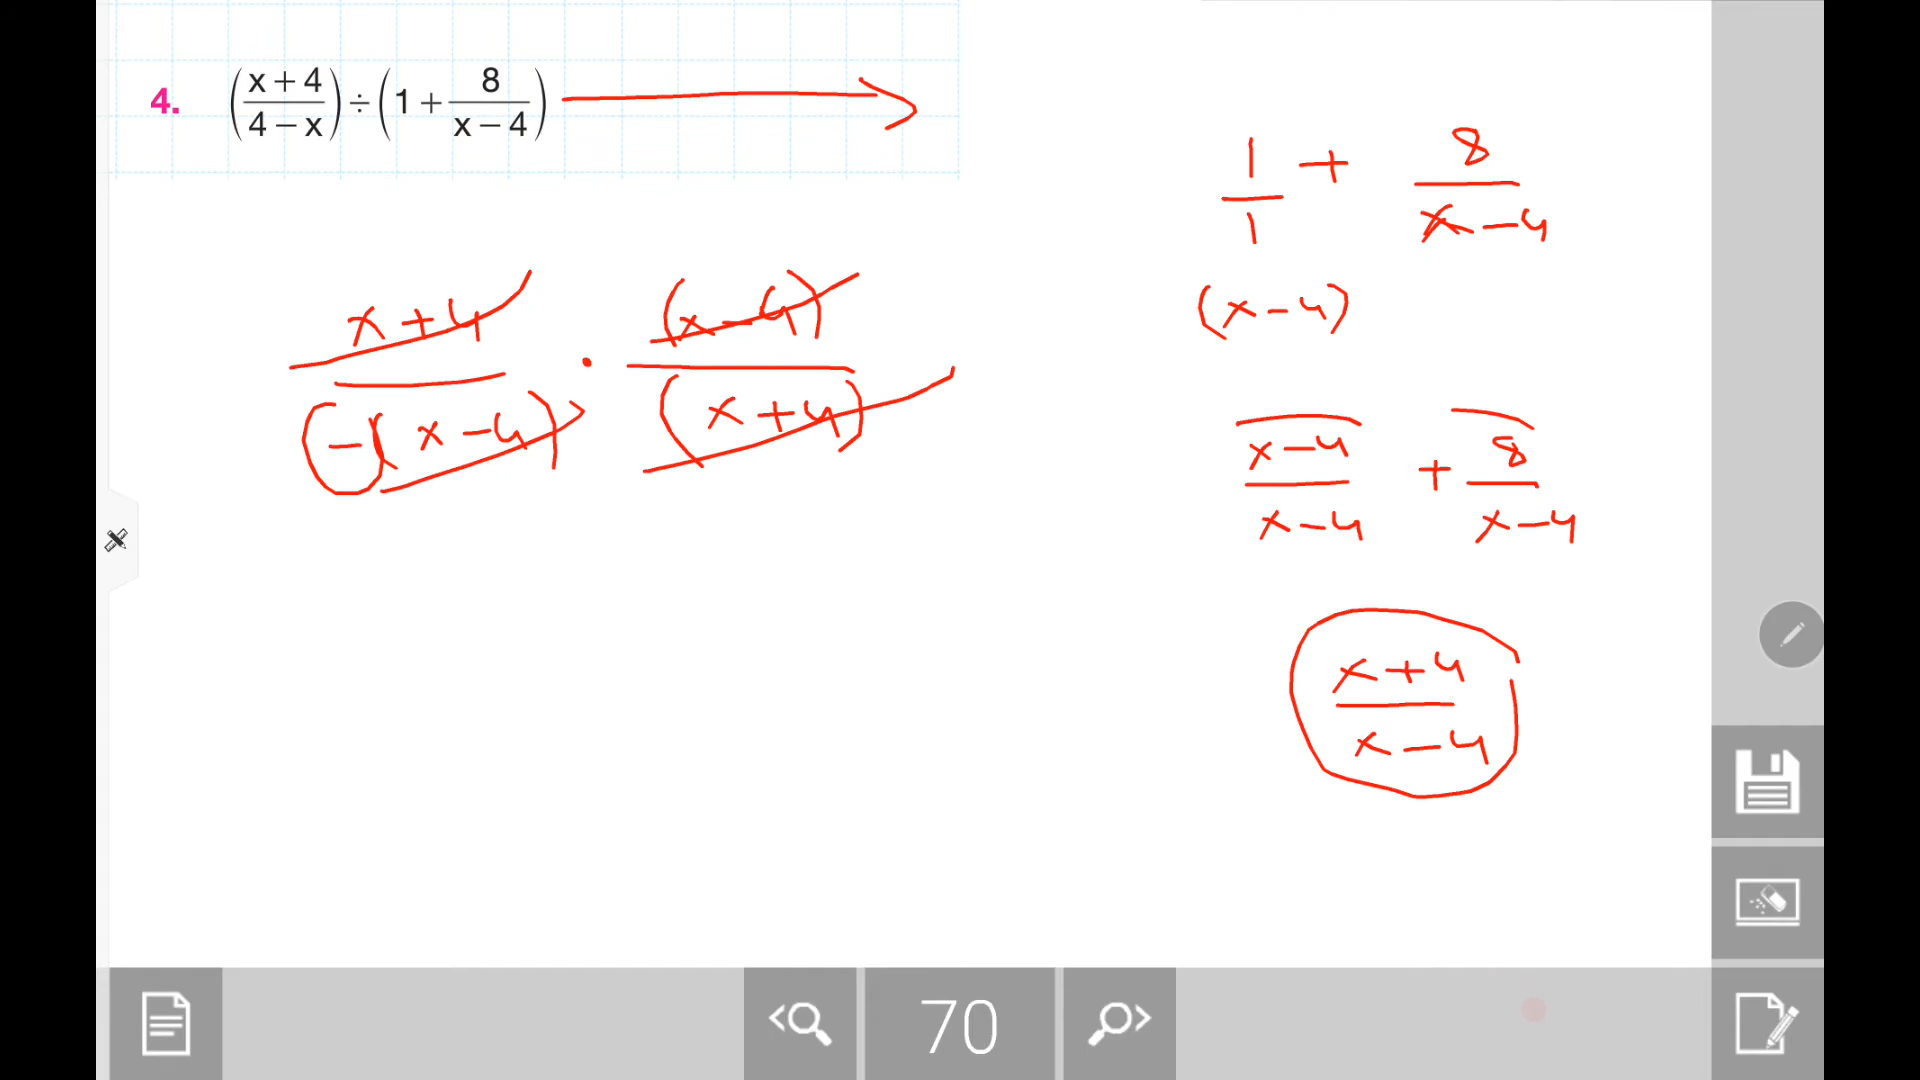 4. ((x + 4)/(4 − x)) ÷ (1 + 8/(x − 4))
1/1 + 8/(x − 4)
(x − 4)
(x + 4)/(−(x − 4)) · (x − 4)/(x + 4)
(x − 4)/(x − 4) + 8/(x − 4)
(x + 4)/(x − 4)
70